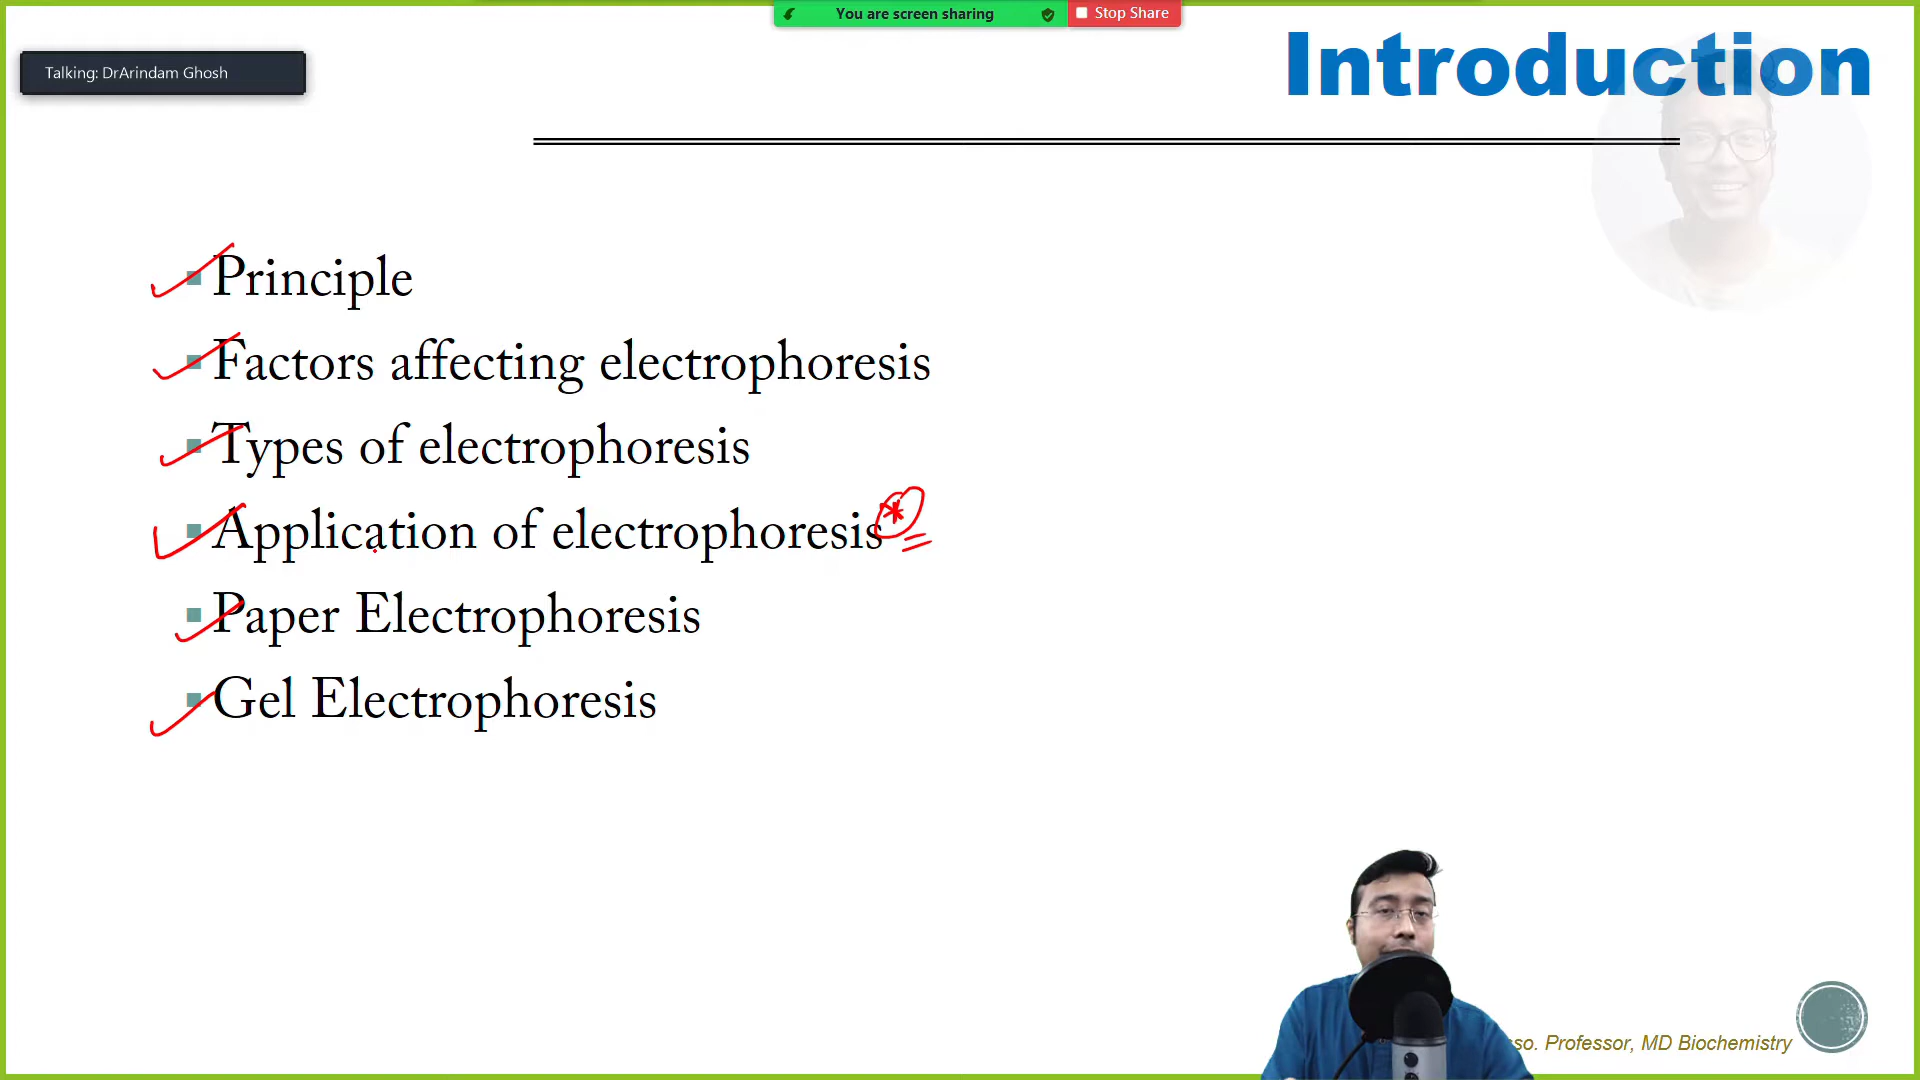 You are screen sharing
Stop Share
Talking: DrArindam Ghosh
Introduction
Principle
Factors affecting electrophoresis
Types of electrophoresis
Application of electrophoresis*
Paper Electrophoresis
Gel Electrophoresis
Professor, MD Biochemistry